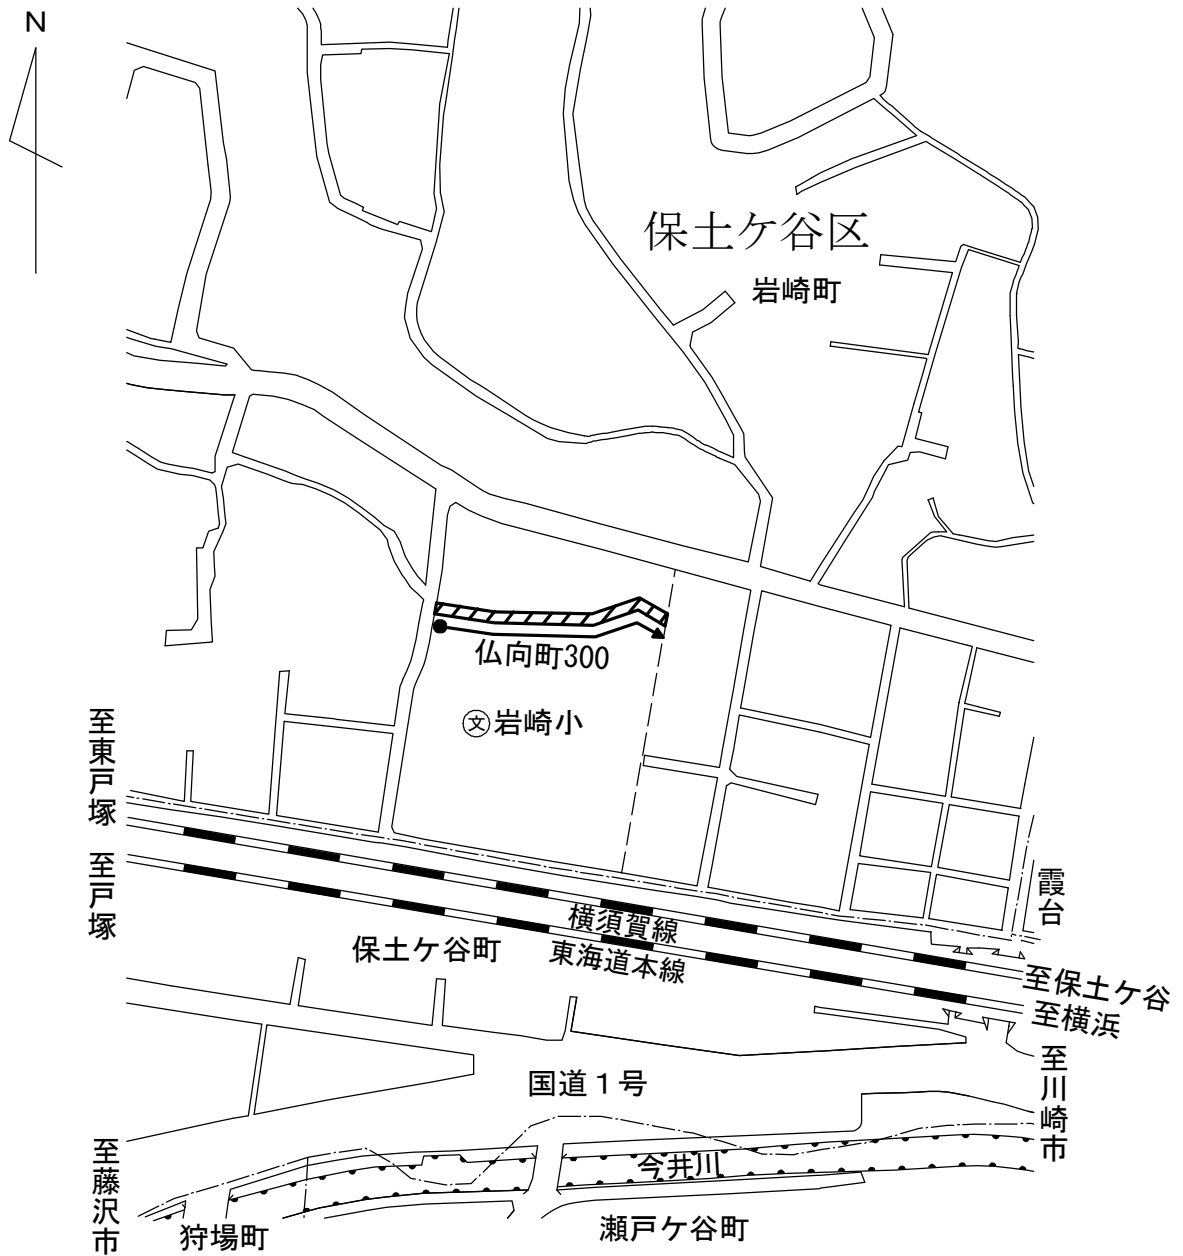 N
保土ケ谷区
岩崎町
仏向町300
文岩崎小
至東戸塚
至戸塚
霞台
横須賀線
保土ケ谷町
東海道本線
至保土ケ谷
至横浜
国道１号
至川崎市
今井川
至藤沢市
狩場町
瀬戸ケ谷町